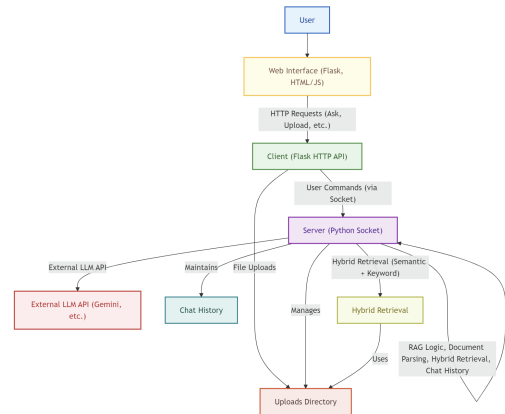 User
Web Interface (Flask,
HTML/JS)
HTTP Requests (Ask,
Upload, etc.)
Client (Flask HTTP API)
User Commands (via
Socket)
Server (Python Socket)
External LLM API
Maintains
File Uploads
Hybrid Retrieval (Semantic
+ Keyword)
External LLM API (Gemini,
etc.)
Chat History
Manages
Hybrid Retrieval
RAG Logic, Document
Parsing, Hybrid Retrieval,
Chat History
Uses
Uploads Directory